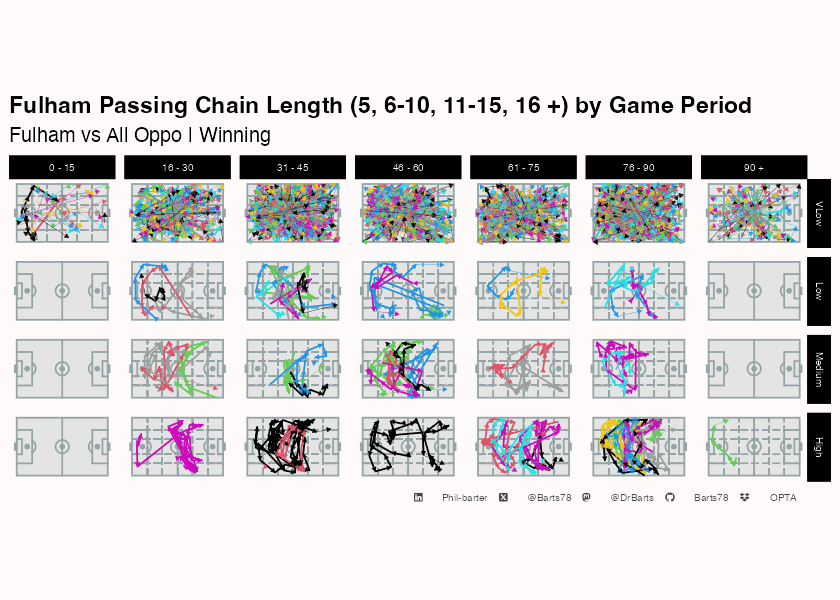 Fulham Passing Chain Length (5, 6-10, 11-15, 16 +) by Game Period
Fulham vs All Oppo | Winning
0 - 15 16 - 30 31 - 45 46 - 60 61 - 75 76 - 90 90 +
VLow
Low
Medium
High
Phil-barter @Barts78 @DrBarts Barts78 OPTA